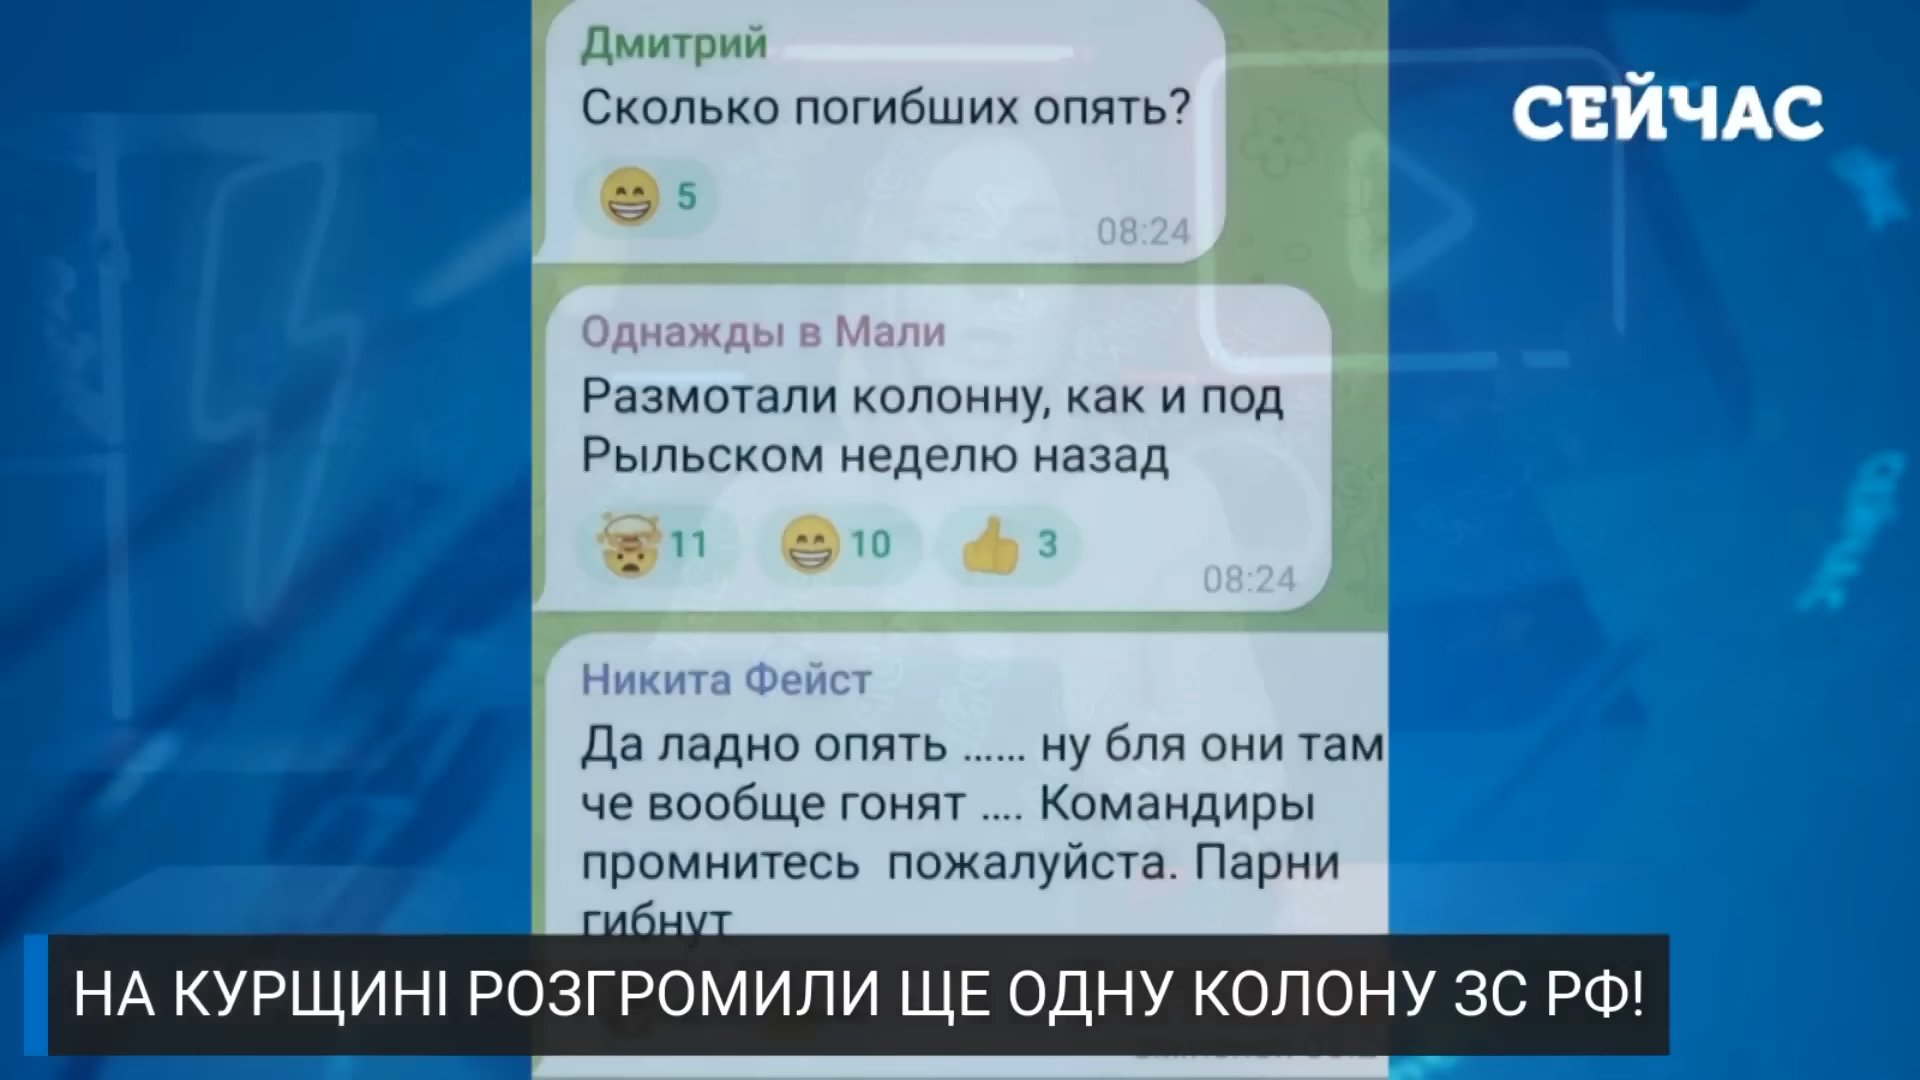 Дмитрий
Сколько погибших опять?
😁 5
08:24
СЕЙЧАС
Однажды в Мали
Размотали колонну, как и под
Рыльском неделю назад
🤯 11 😁 10 👍 3
08:24
Никита Фейст
Да ладно опять ...... ну бля они там
че вообще гонят .... Командиры
промнитесь пожалуйста. Парни
гибнут
НА КУРЩИНІ РОЗГРОМИЛИ ЩЕ ОДНУ КОЛОНУ ЗС РФ!